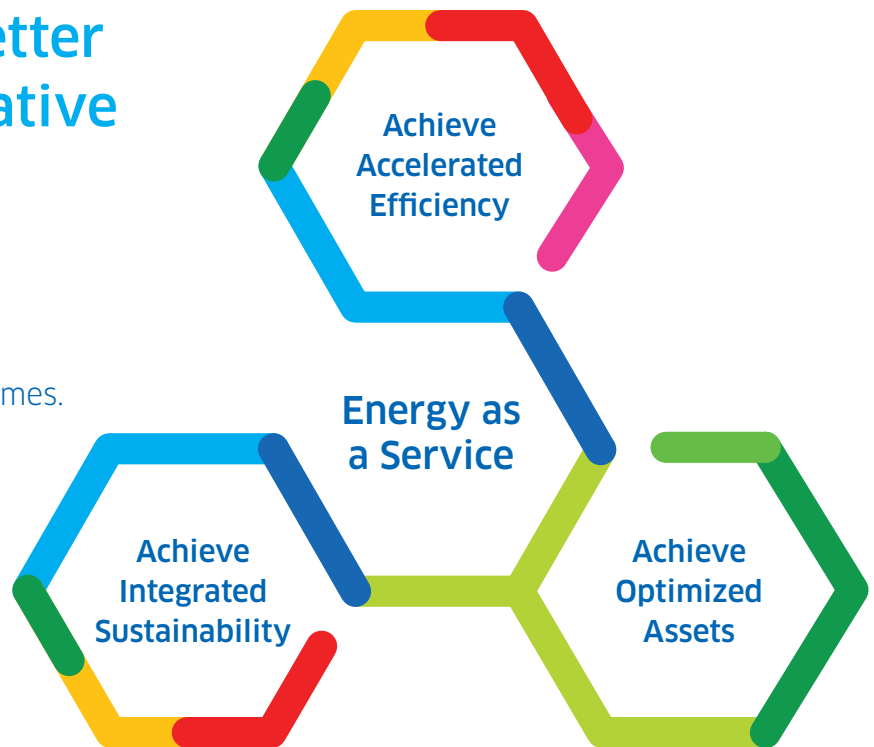 etter
ative
Achieve
Accelerated
Efficiency
mes.
Energy as
a Service
Achieve
Integrated
Sustainability
Achieve
Optimized
Assets